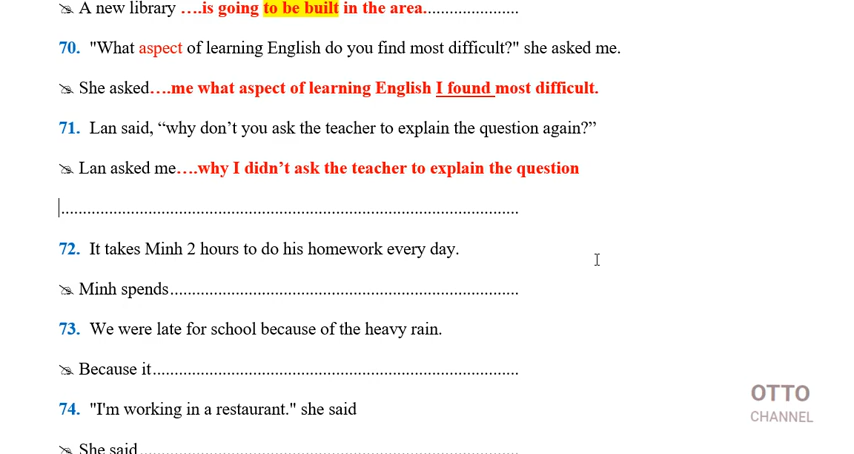 A new library ….is going to be built in the area......................
70. "What aspect of learning English do you find most difficult?" she asked me.
She asked….me what aspect of learning English I found most difficult.
71. Lan said, “why don’t you ask the teacher to explain the question again?”
Lan asked me….why I didn’t ask the teacher to explain the question
..........................................................................................................
72. It takes Minh 2 hours to do his homework every day.
Minh spends.................................................................................
73. We were late for school because of the heavy rain.
Because it.....................................................................................
74. "I'm working in a restaurant." she said
She said........................................................................................
OTTO
CHANNEL